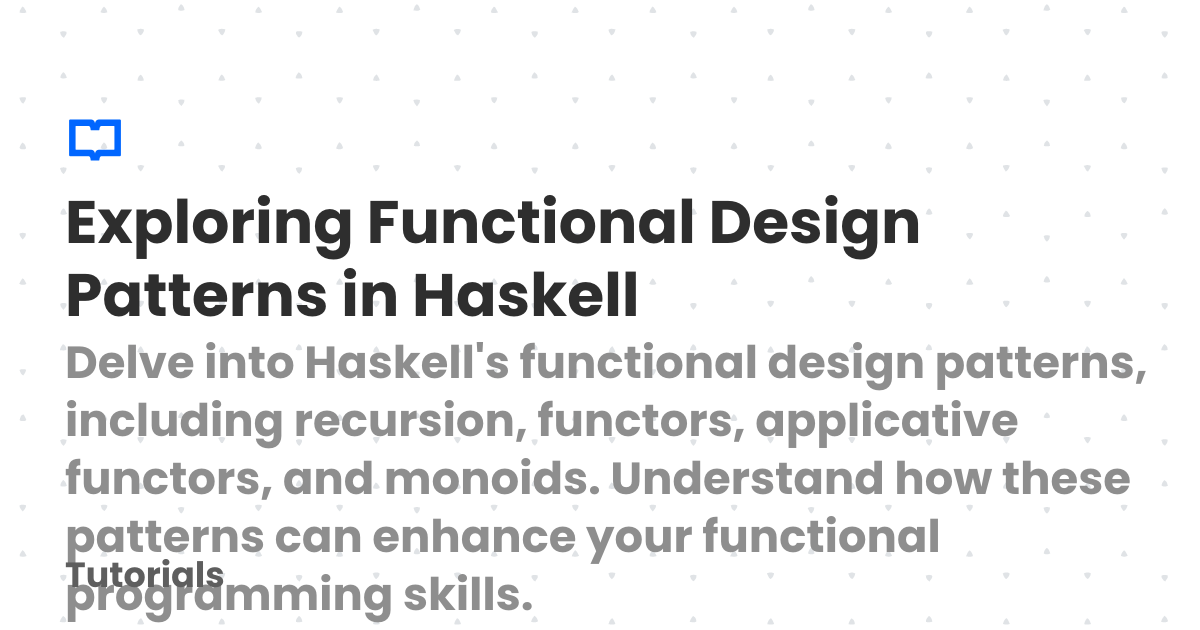 Exploring Functional Design
Patterns in Haskell
Delve into Haskell's functional design patterns,
including recursion, functors, applicative
functors, and monoids. Understand how these
patterns can enhance your functional
Tutorials
programming skills.